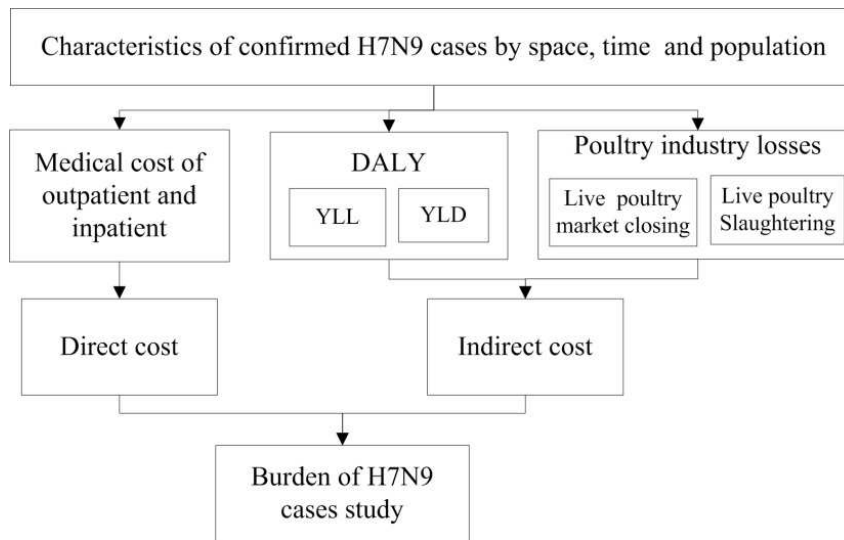 Characteristics of confirmed H7N9 cases by space, time and population
Medical cost of
outpatient and
inpatient
DALY
YLL
YLD
Poultry industry losses
Live poultry
market closing
Live poultry
Slaughtering
Direct cost
Indirect cost
Burden of H7N9
cases study